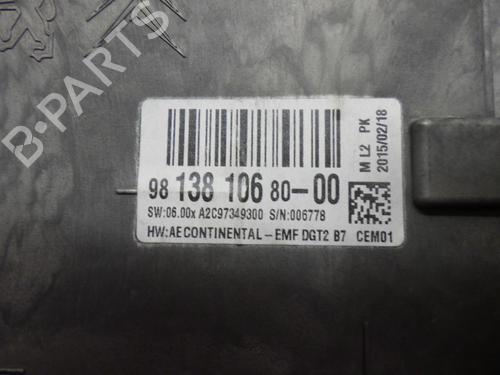 B-PARTS
98 138 106 80-00
SW:06.00x A2C97349300 S/N:006778
HW:AE CONTINENTAL-EMF DGT2 B7 CEM01
M L2 PK
2015/02/18